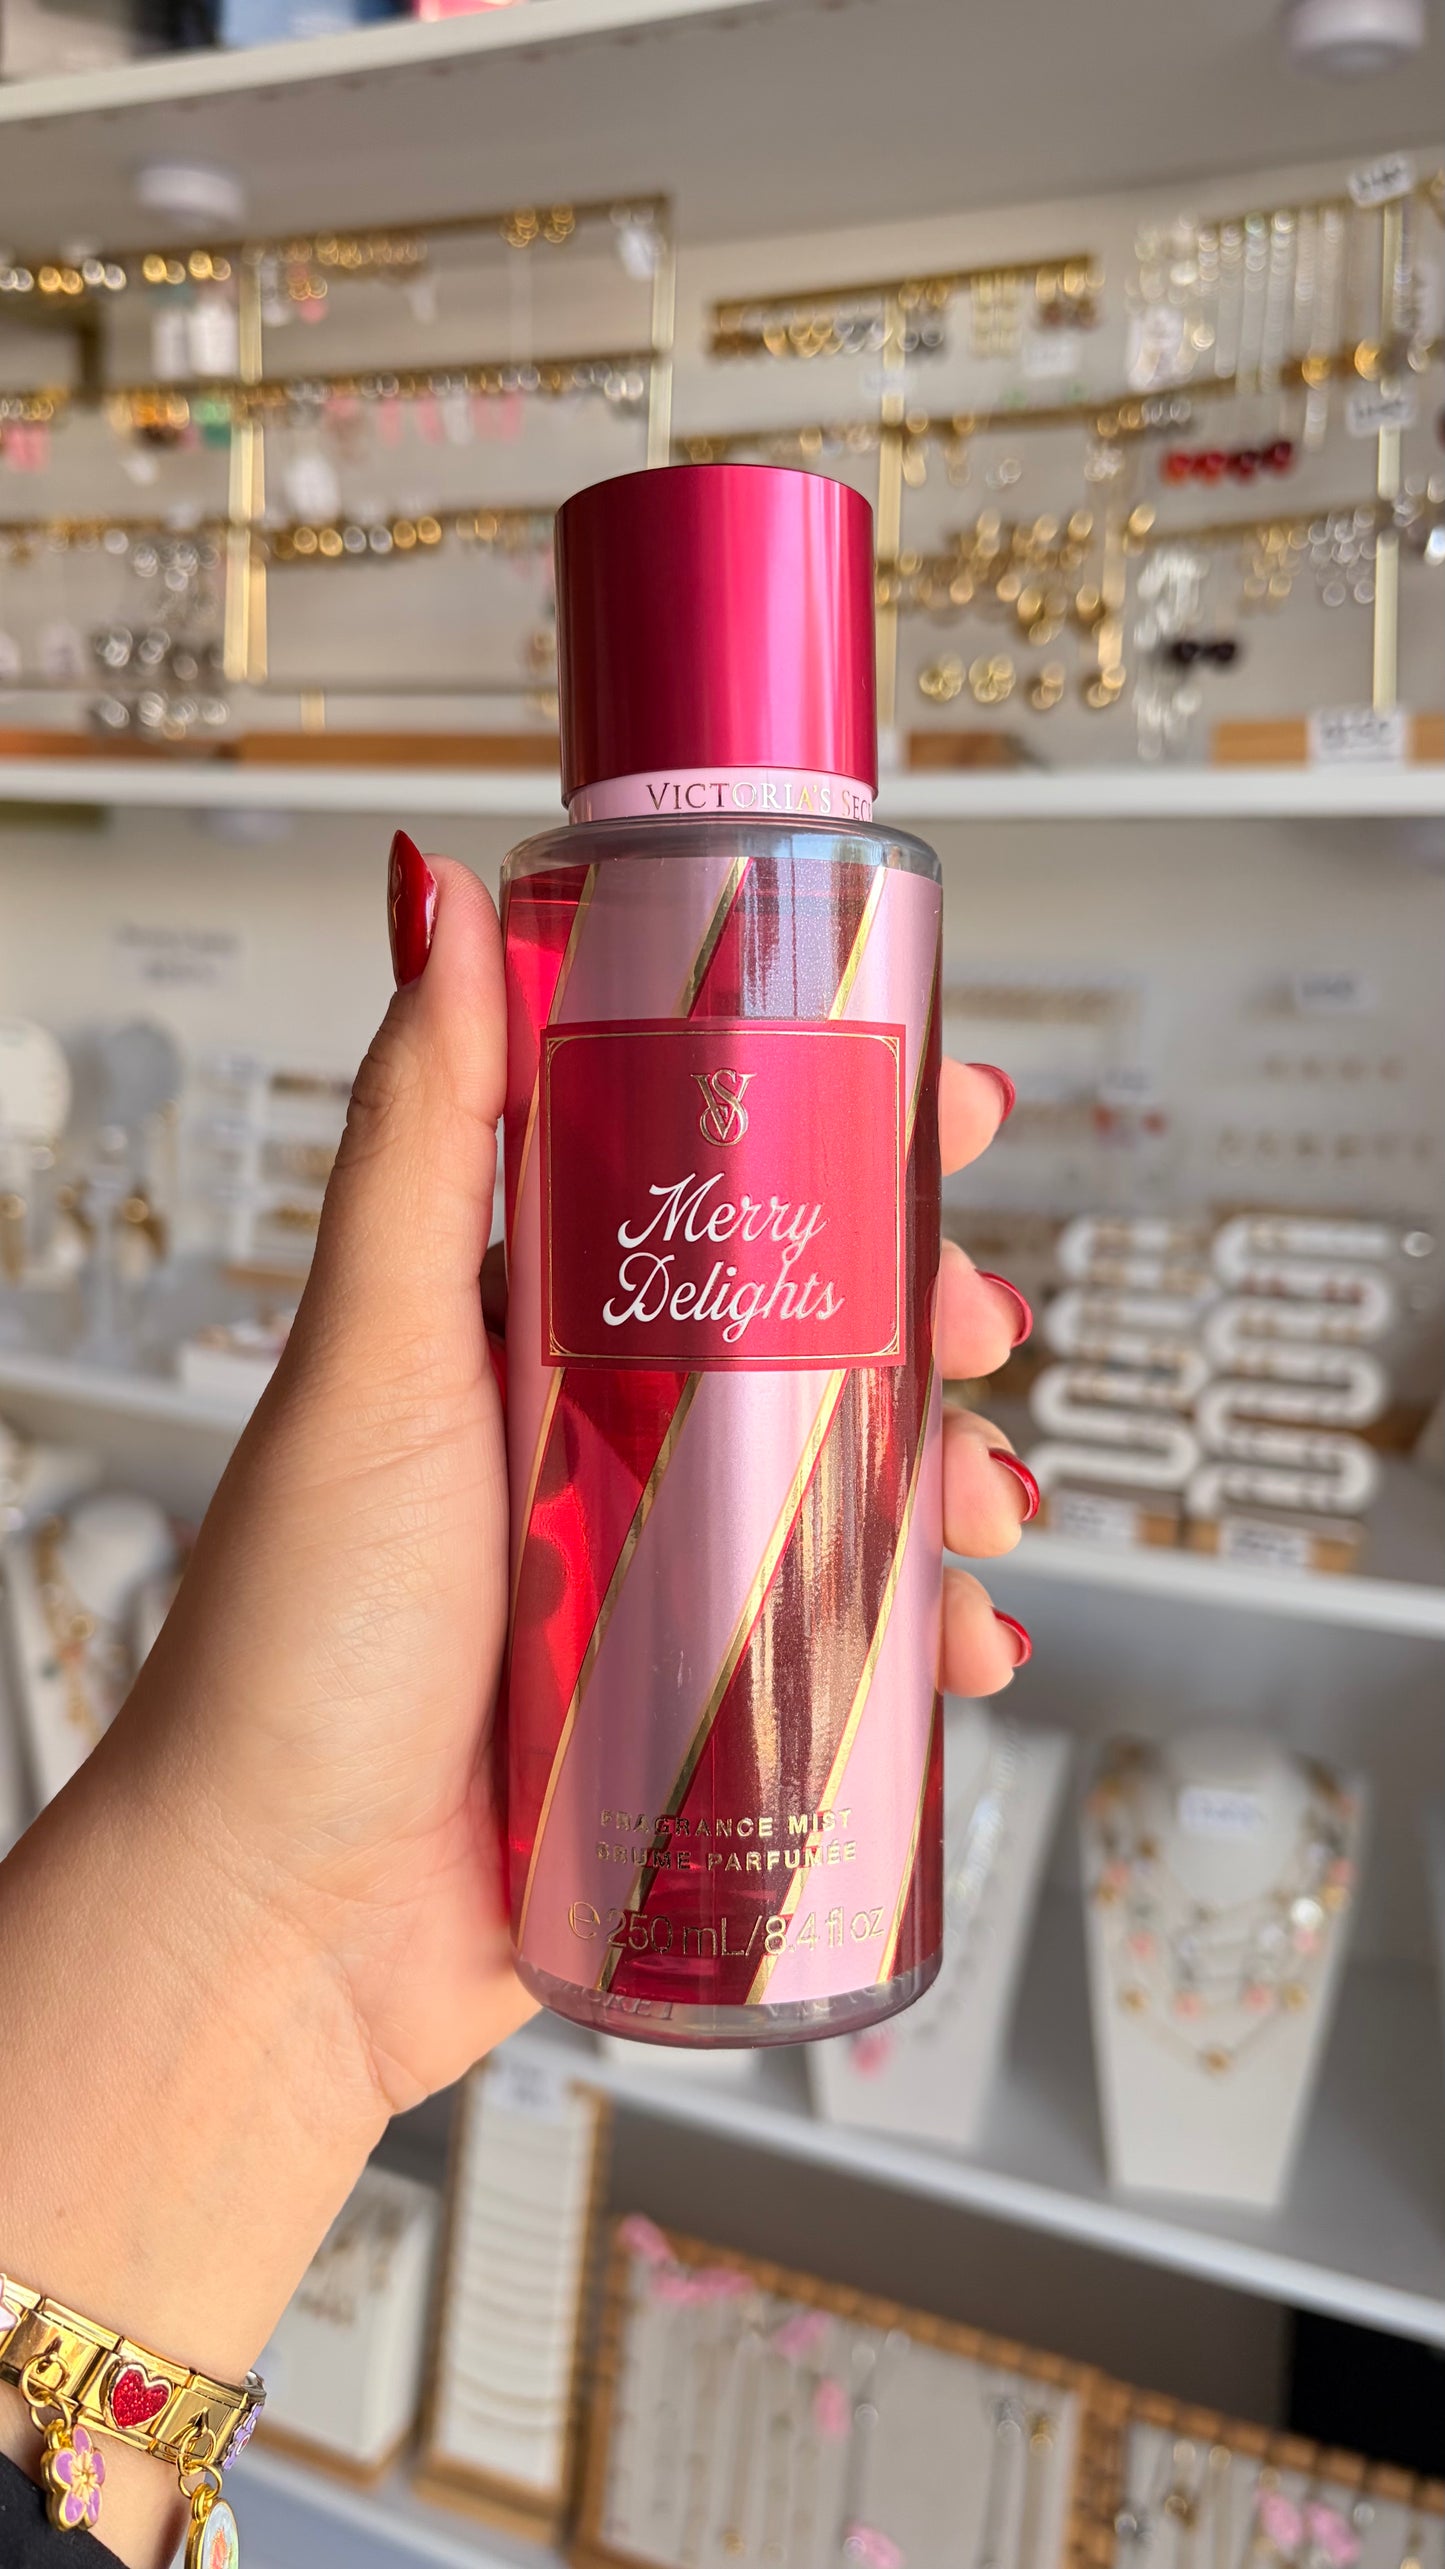 VICTORIA'S SEC
VS
Merry
Delights
FRAGRANCE MIST
BRUME PARFUMÉE
℮ 250 mL/8.4 fl oz